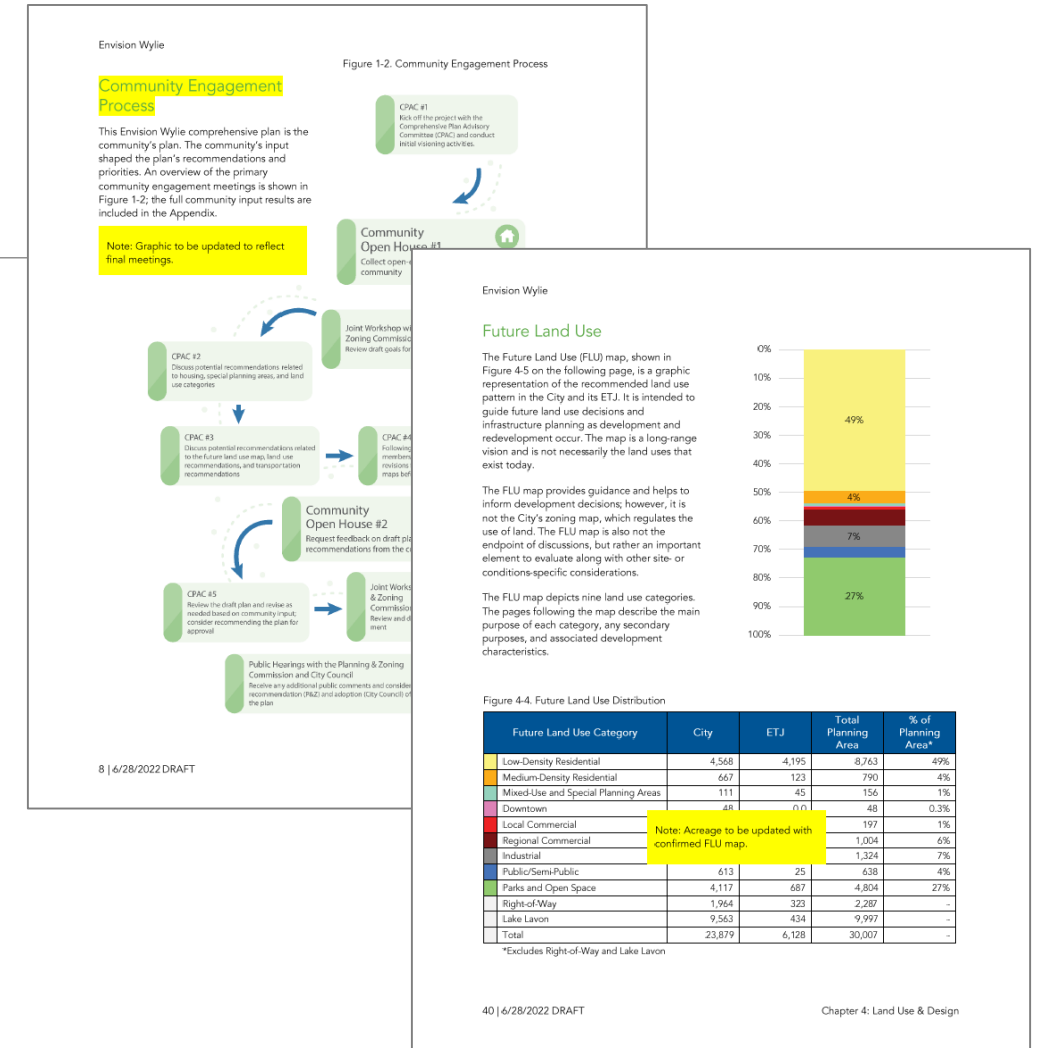 Envision Wylie
Community Engagement
Process
This Envision Wylie comprehensive plan is the
community's plan. The community's input
shaped the plan's recommendations and
priorities. An overview of the primary
community engagement meetings is shown in
Figure 1-2; the full community input results are
included in the Appendix.
Note: Graphic to be updated to reflect
final meetings.
Figure 1-2. Community Engagement Process
CPAC #1
Kick off the project with the
Comprehensive Plan Advisory
Committee (CPAC) and conduct
initial visioning activities.
Community
Open House #1
Collect open-
community
Joint Workshop
Zoning
Review draft goals for
CPAC #2
Discuss potential recommendations related
to housing, special planning areas, and land
use categories
CPAC #3
Discuss potential recommendations related
to the future land use map, land use
recommendations, and transportation
recommendations
CPAC #4
Following
revisions
maps
Community
Open House #2
Request feedback on draft
recommendations from the
CPAC #5
Review the draft plan and revise as
needed based on community input;
consider recommending the plan for
approval
Joint
& Zoning
Review and
Public Hearings with the Planning & Zoning
Commission and City Council
Receive any additional public comments and
recommendation (P&Z) and adoption (City Council) of
the plan
8 | 6/28/2022 DRAFT
Envision Wylie
Future Land Use
The Future Land Use (FLU) map, shown in
Figure 4-5 on the following page, is a graphic
representation of the recommended land use
pattern in the City and its ETJ. It is intended to
guide future land use decisions and
infrastructure planning as development and
redevelopment occur. The map is a long-range
vision and is not necessarily the land uses that
exist today.
The FLU map provides guidance and helps to
inform development decisions; however, it is
not the City's zoning map, which regulates the
use of land. The FLU map is also not the
endpoint of discussions, but rather an important
element to evaluate along with other site- or
conditions-specific considerations.
The FLU map depicts nine land use categories.
The pages following the map describe the main
purpose of each category, any secondary
purposes, and associated development
characteristics.
0%
10%
20%
30%
40%
50%
60%
70%
80%
90%
100%
49%
4%
7%
27%
Figure 4-4. Future Land Use Distribution
Future Land Use Category City ETJ Total Planning Area % of Planning Area*
Low-Density Residential 4,568 4,195 8,763 49%
Medium-Density Residential 667 123 790 4%
Mixed-Use and Special Planning Areas 111 45 156 1%
Downtown 48 0.0 48 0.3%
Local Commercial 197 1%
Regional Commercial 1,004 6%
Industrial 1,324 7%
Note: Acreage to be updated with
confirmed FLU map.
Public/Semi-Public 613 25 638 4%
Parks and Open Space 4,117 687 4,804 27%
Right-of-Way 1,964 323 2,287 -
Lake Lavon 9,563 434 9,997 -
Total 23,879 6,128 30,007 -
*Excludes Right-of-Way and Lake Lavon
40 | 6/28/2022 DRAFT
Chapter 4: Land Use & Design